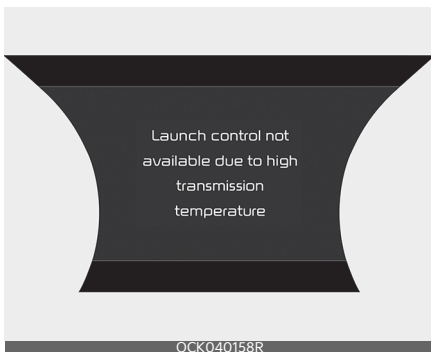 Launch control not
available due to high
transmission
temperature
OCK040158R